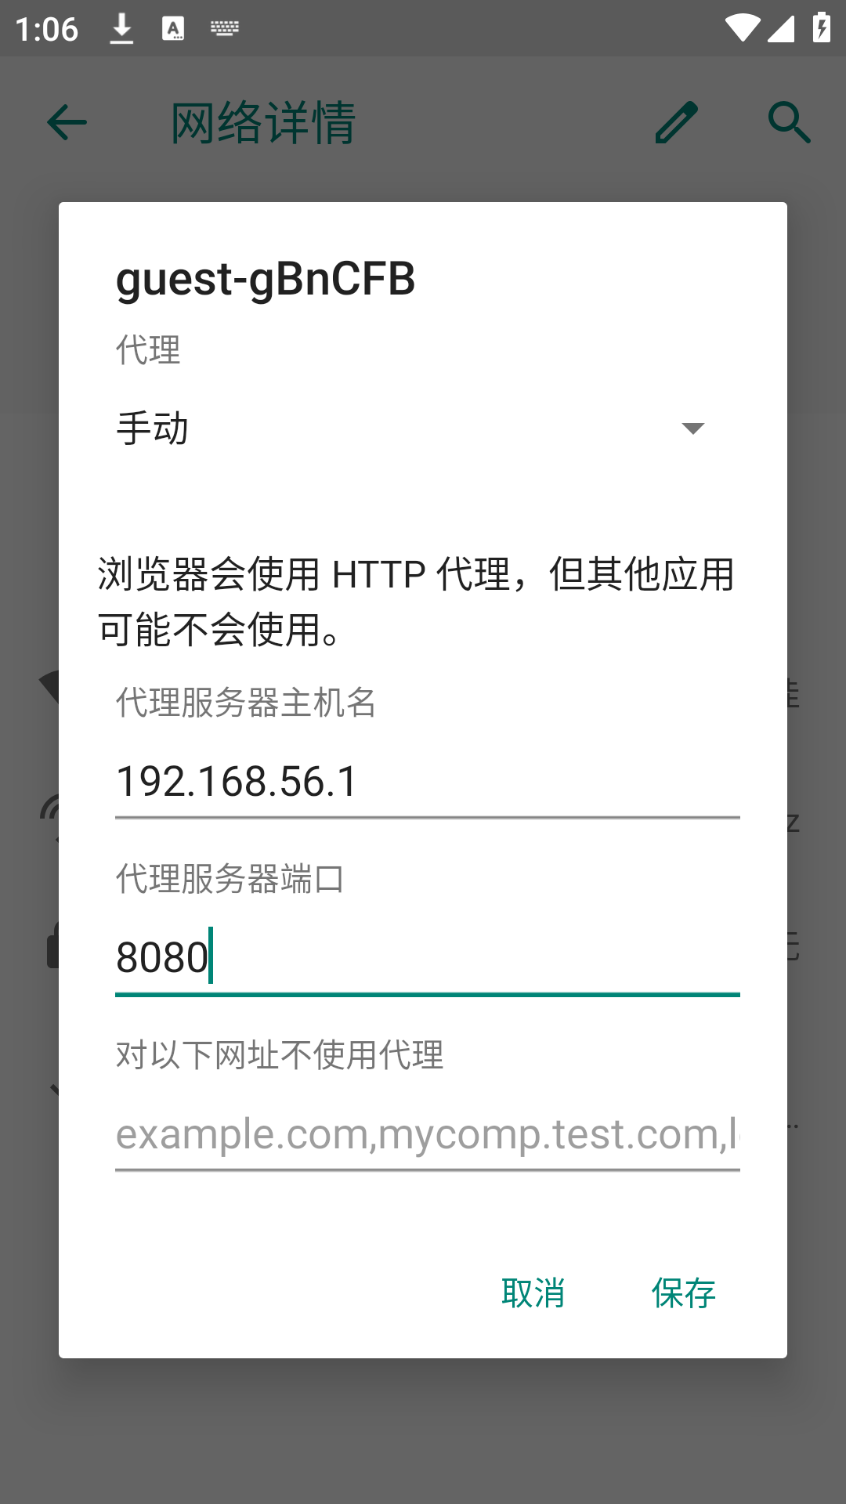 1:06
网络详情
guest-gBnCFB
代理
手动
浏览器会使用 HTTP 代理，但其他应用
可能不会使用。
代理服务器主机名
192.168.56.1
代理服务器端口
8080
对以下网址不使用代理
example.com,mycomp.test.com,l
取消
保存